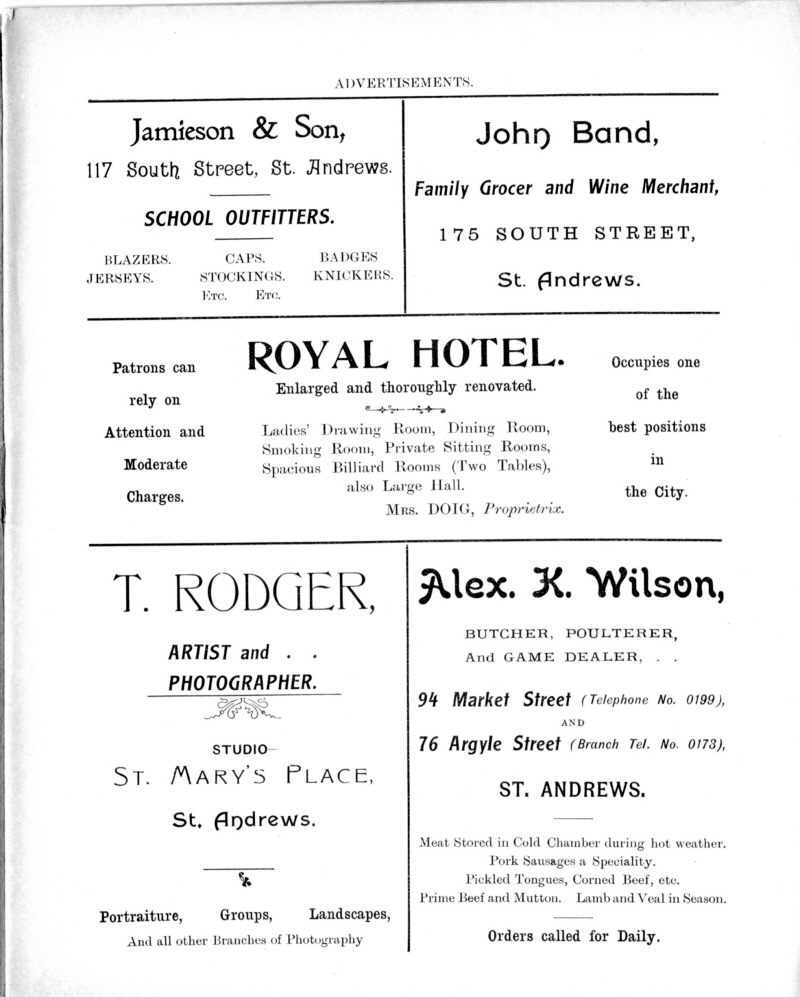 ADVERTISEMENTS.
Jamieson & Son,
117 South Street, St. Andrews.
SCHOOL OUTFITTERS.
BLAZERS. CAPS. BADGES
JERSEYS. STOCKINGS. KNICKERS.
ETC. ETC.
John Band,
Family Grocer and Wine Merchant,
175 SOUTH STREET,
St. Andrews.
Patrons can
rely on
Attention and
Moderate
Charges.
ROYAL HOTEL.
Enlarged and thoroughly renovated.
Ladies' Drawing Room, Dining Room,
Smoking Room, Private Sitting Rooms,
Spacious Billiard Rooms (Two Tables),
also Large Hall.
MRS. DOIG, Proprietrix.
Occupies one
of the
best positions
in
the City.
T. RODGER,
ARTIST and . .
PHOTOGRAPHER.
STUDIO—
ST. MARY'S PLACE,
St. Andrews.
Portraiture, Groups, Landscapes,
And all other Branches of Photography
Alex. K. Wilson,
BUTCHER, POULTERER,
And GAME DEALER, . .
94 Market Street (Telephone No. 0199),
AND
76 Argyle Street (Branch Tel. No. 0173),
ST. ANDREWS.
Meat Stored in Cold Chamber during hot weather.
Pork Sausages a Speciality.
Pickled Tongues, Corned Beef, etc.
Prime Beef and Mutton. Lamb and Veal in Season.
Orders called for Daily.